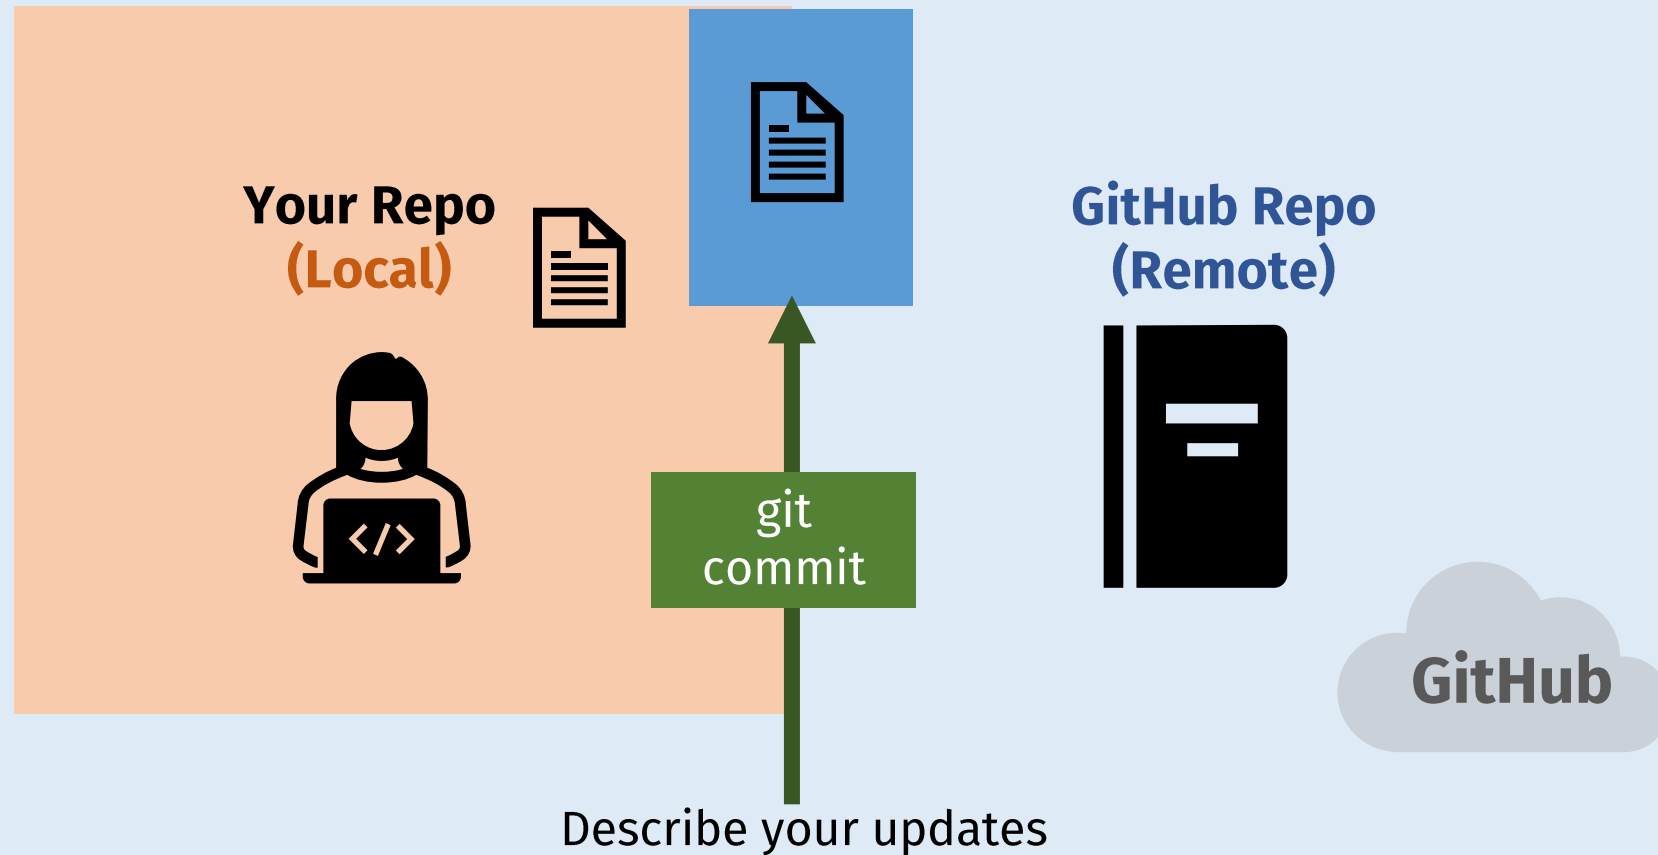 Your Repo
(Local)
GitHub Repo
(Remote)
</>
git
commit
GitHub
Describe your updates